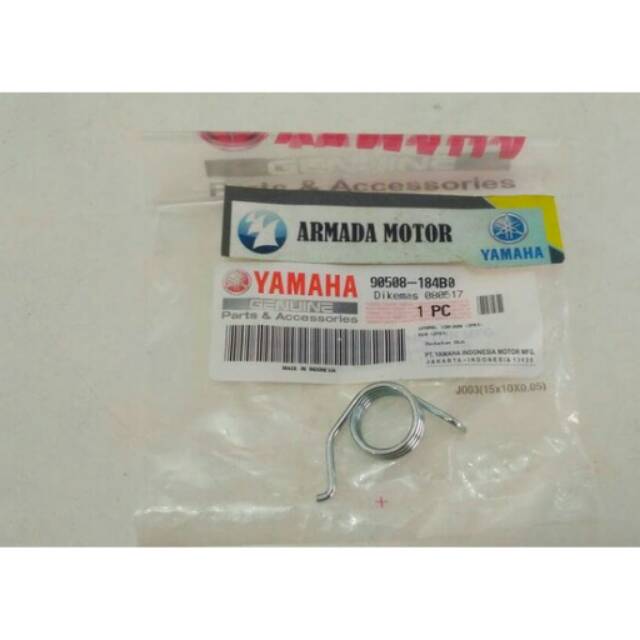 YAMAHA
GENUINE
Parts & Accessories
ARMADA MOTOR
YAMAHA
YAMAHA
GENUINE
Parts & Accessories
90508-184B0
Dikemas 080517
1 PC
PT. YAMAHA INDONESIA MOTOR MFG.
JAKARTA-INDONESIA 13920
MADE IN INDONESIA
J003(15x10X0.05)